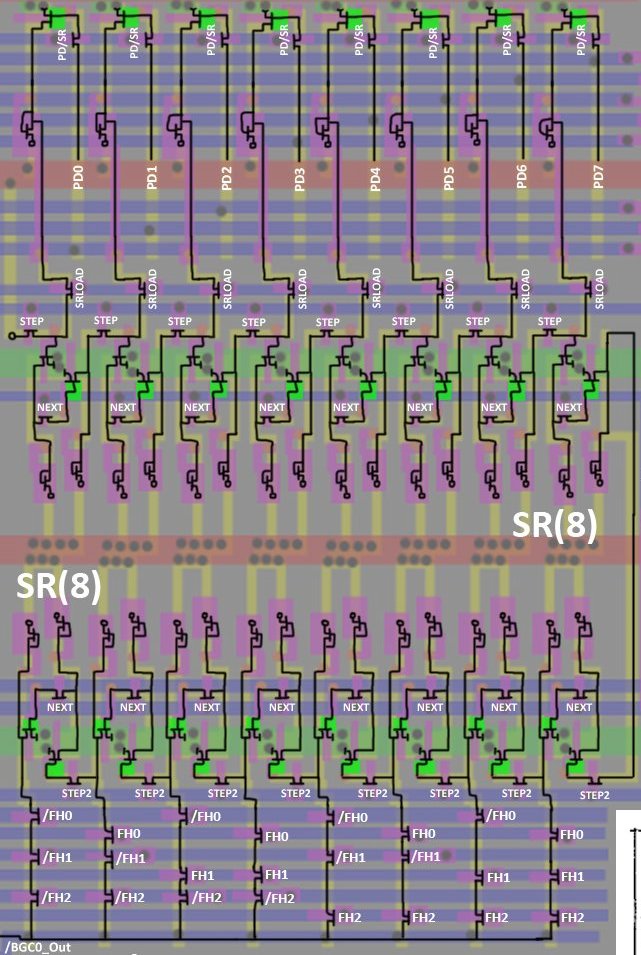 PD/SR PD/SR PD/SR PD/SR PD/SR PD/SR PD/SR PD/SR
PD0 PD1 PD2 PD3 PD4 PD5 PD6 PD7
SRLOAD SRLOAD SRLOAD SRLOAD SRLOAD SRLOAD SRLOAD SRLOAD
STEP STEP STEP STEP STEP STEP STEP STEP
NEXT NEXT NEXT NEXT NEXT NEXT NEXT NEXT
SR(8)
SR(8)
NEXT NEXT NEXT NEXT NEXT NEXT NEXT NEXT
STEP2 STEP2 STEP2 STEP2 STEP2 STEP2 STEP2 STEP2
/FH0 /FH0 /FH0 /FH0
FH0 FH0 FH0 FH0
/FH1 /FH1 /FH1 /FH1
FH1 FH1 FH1 FH1
/FH2 /FH2 /FH2 /FH2
FH2 FH2 FH2 FH2
/BGC0_Out